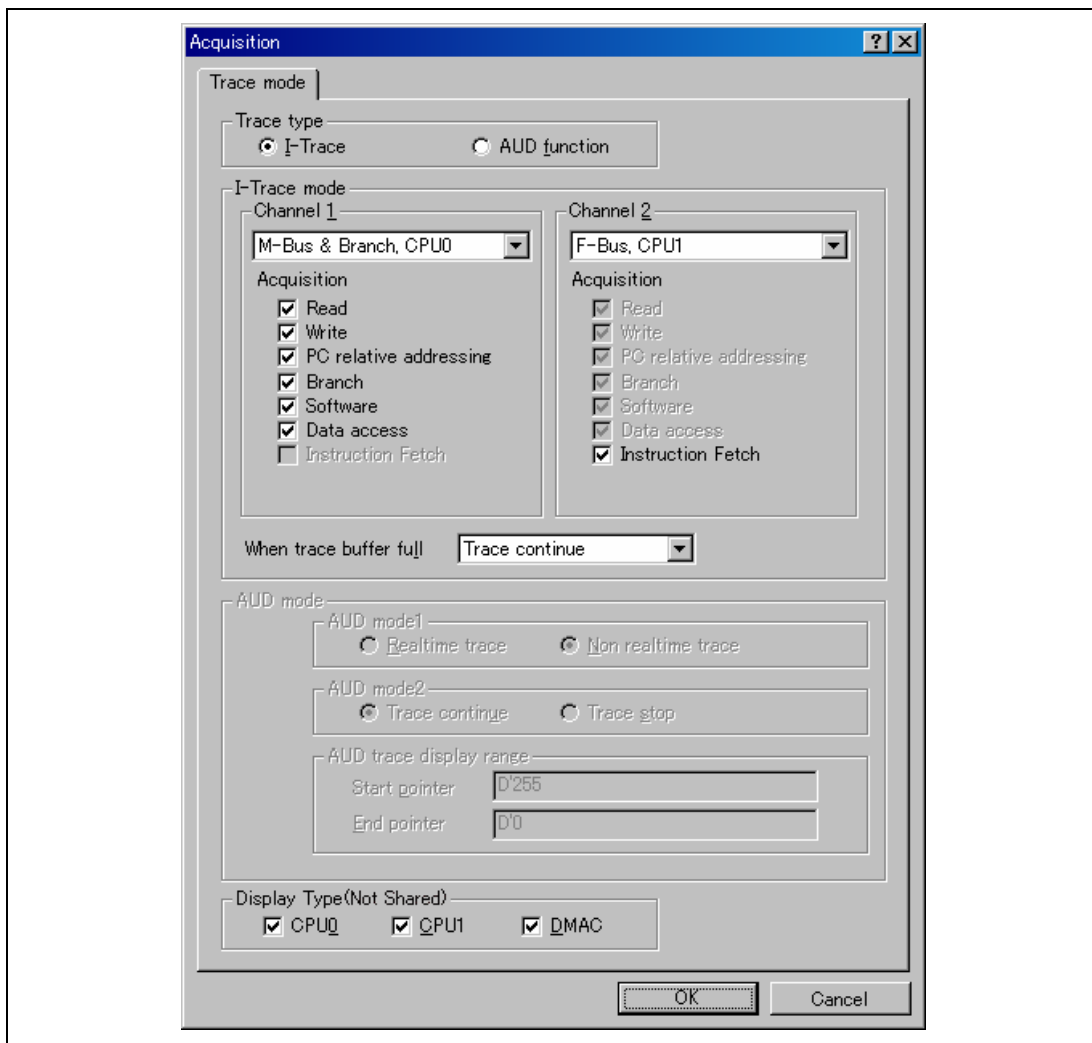 Acquisition
Trace mode
Trace type
I-Trace AUD function
I-Trace mode
Channel 1
M-Bus & Branch, CPU0
Acquisition
Read
Write
PC relative addressing
Branch
Software
Data access
Instruction Fetch
Channel 2
F-Bus, CPU1
Acquisition
Read
Write
PC relative addressing
Branch
Software
Data access
Instruction Fetch
When trace buffer full Trace continue
AUD mode
AUD mode1
Realtime trace Non realtime trace
AUD mode2
Trace continue Trace stop
AUD trace display range
Start pointer D'255
End pointer D'0
Display Type(Not Shared)
CPU0 CPU1 DMAC
OK Cancel